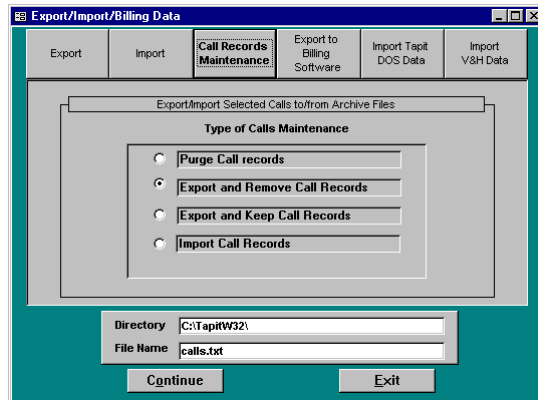 Export/Import/Billing Data
Export
Import
Call Records
Maintenance
Export to
Billing
Software
Import Tapit
DOS Data
Import
V&H Data
Export/Import Selected Calls to/from Archive Files
Type of Calls Maintenance
Purge Call records
Export and Remove Call Records
Export and Keep Call Records
Import Call Records
Directory C:\TapitW32\
File Name calls.txt
Continue Exit